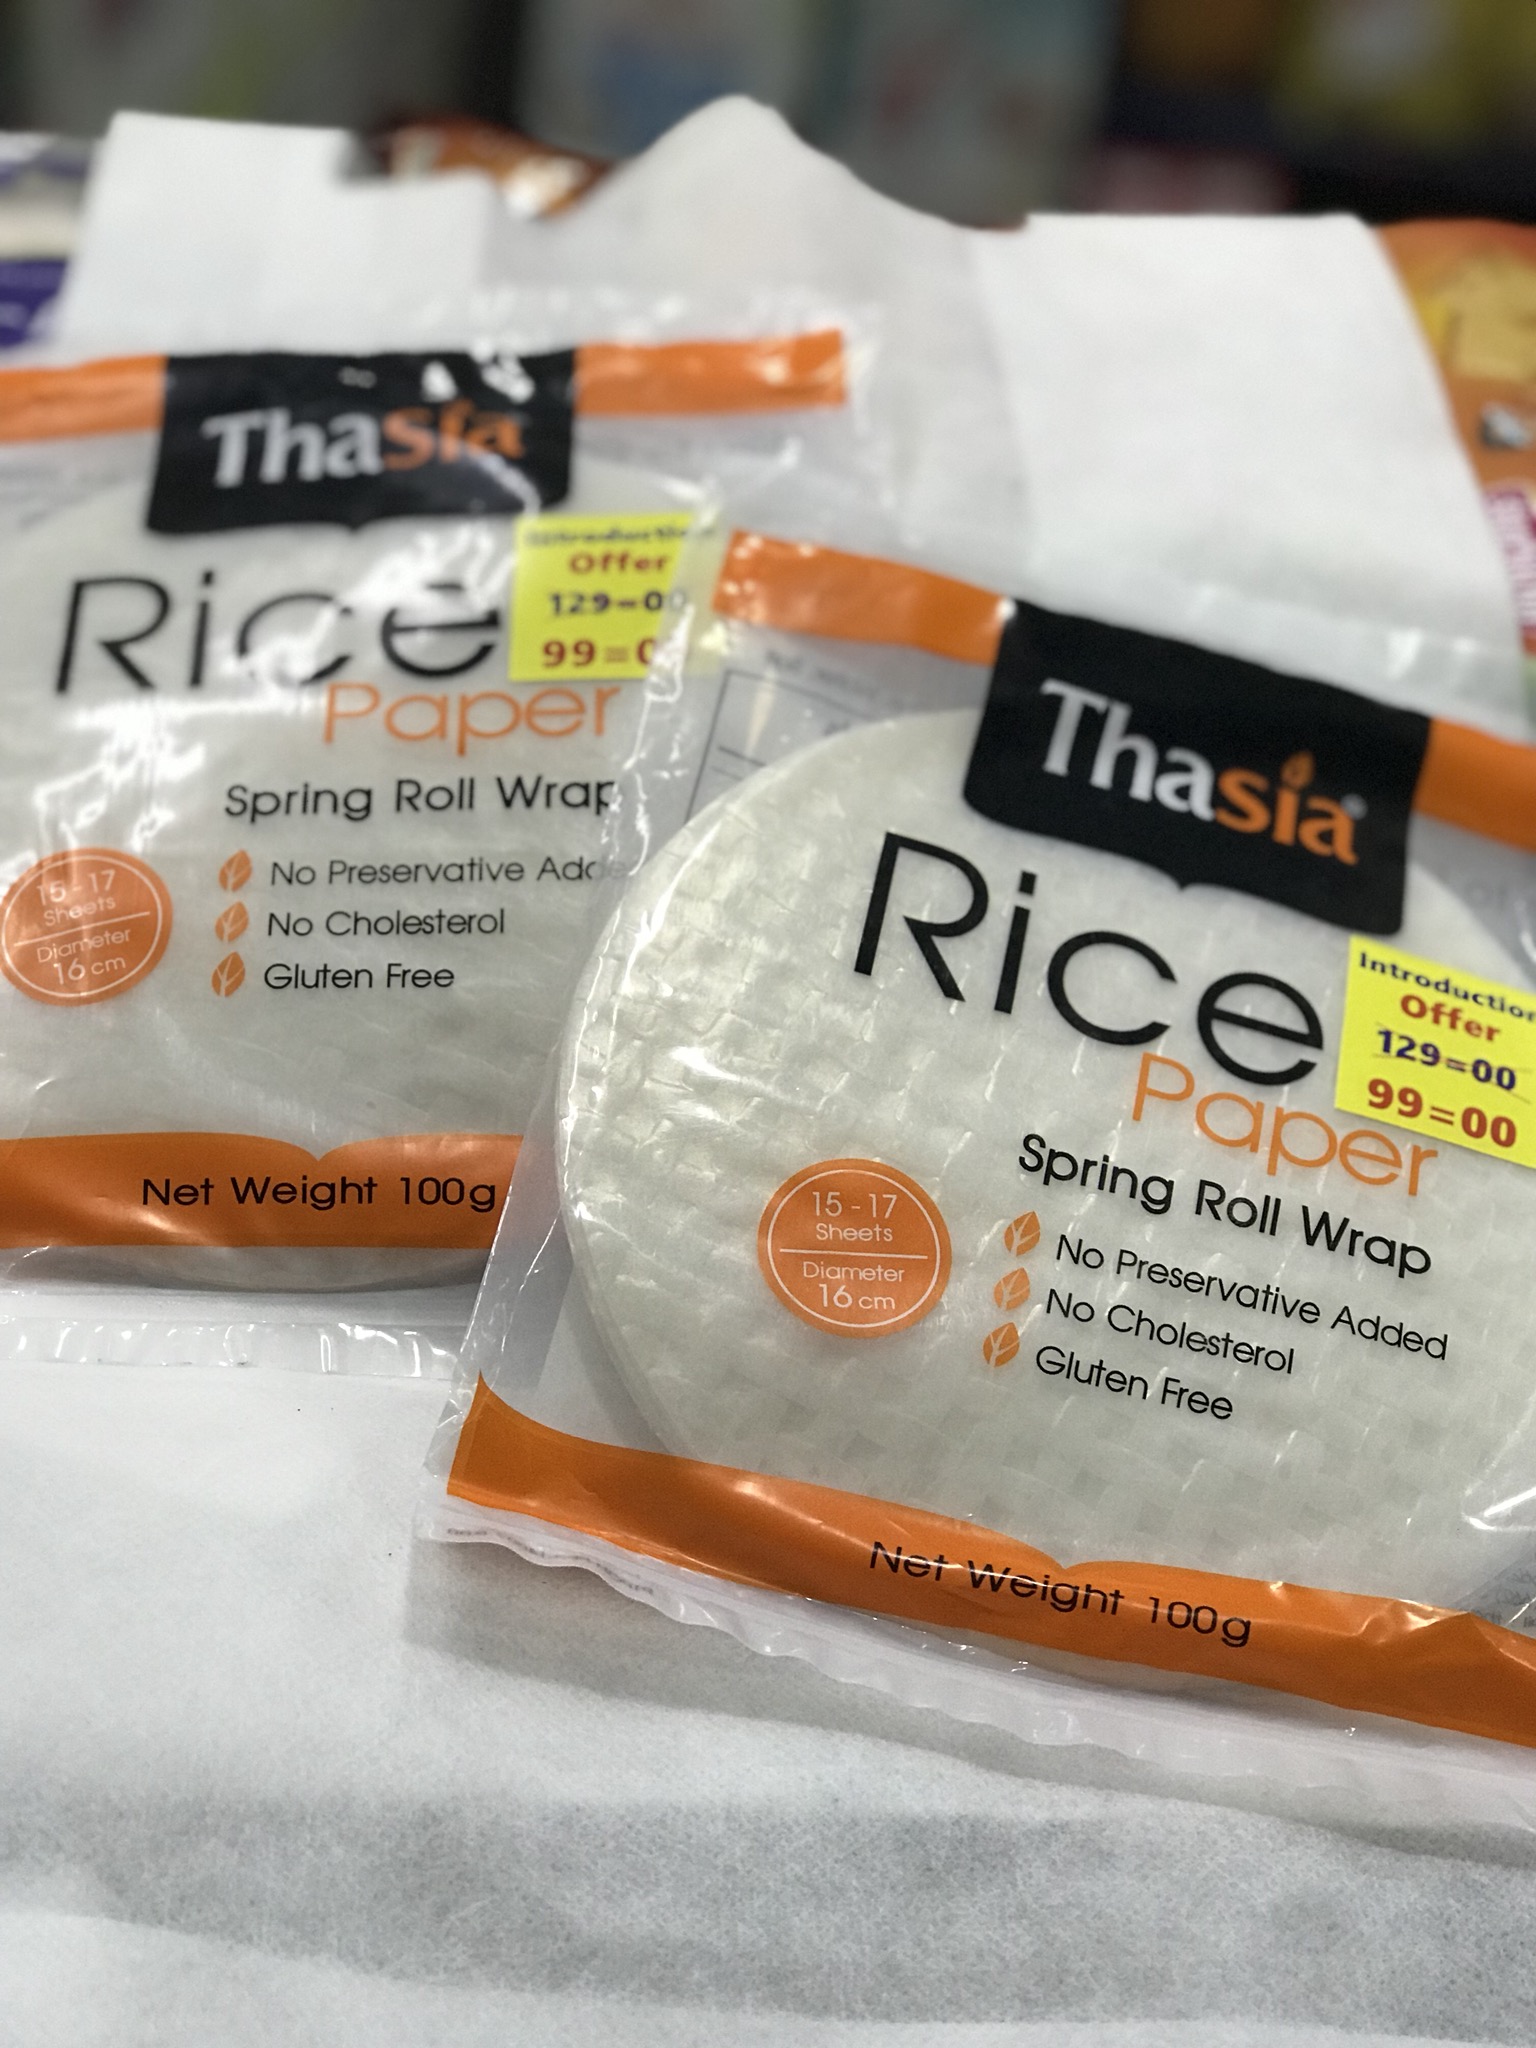 Thasia
Rice
Paper
Spring Roll Wrap
No Preservative Adde
No Cholesterol
Gluten Free
15 - 17
Sheets
Diameter
16 cm
Net Weight 100g
Offer
129=00
99=0
Thasia®
Rice
Paper
Spring Roll Wrap
No Preservative Added
No Cholesterol
Gluten Free
15 - 17
Sheets
Diameter
16 cm
Net Weight 100g
Introduction
Offer
129=00
99=00